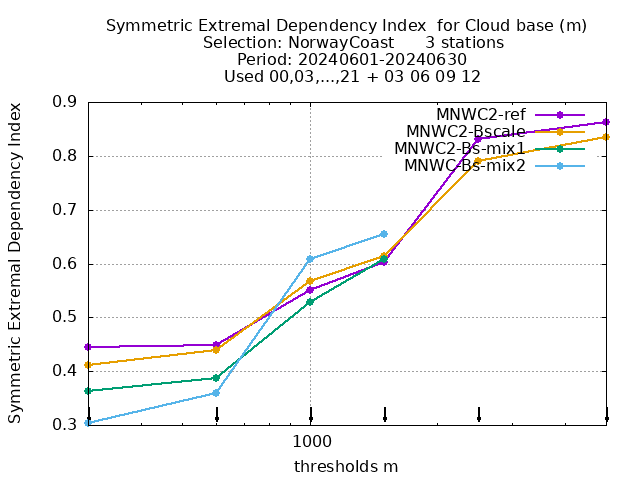 Symmetric Extremal Dependency Index  for Cloud base (m)
Selection: NorwayCoast      3 stations
Period: 20240601-20240630
Used 00,03,...,21 + 03 06 09 12
Symmetric Extremal Dependency Index
0.9
0.8
0.7
0.6
0.5
0.4
0.3
MNWC2-ref
MNWC2-Bscale
MNWC2-Bs-mix1
MNWC-Bs-mix2
1000
thresholds m